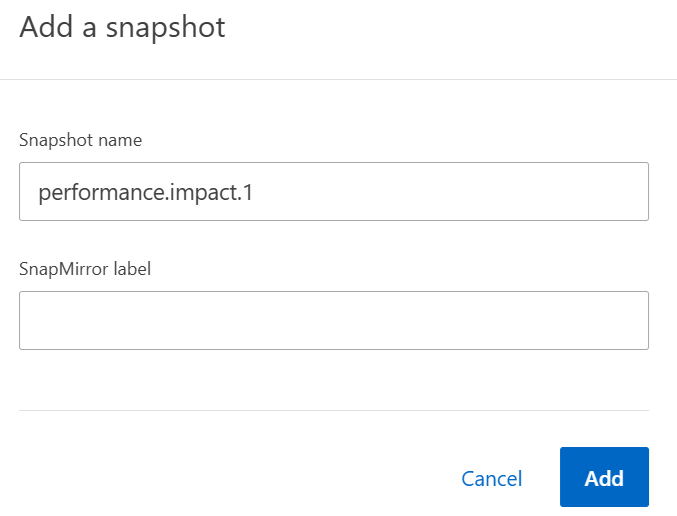 Add a snapshot
Snapshot name
performance.impact.1
SnapMirror label
Cancel
Add